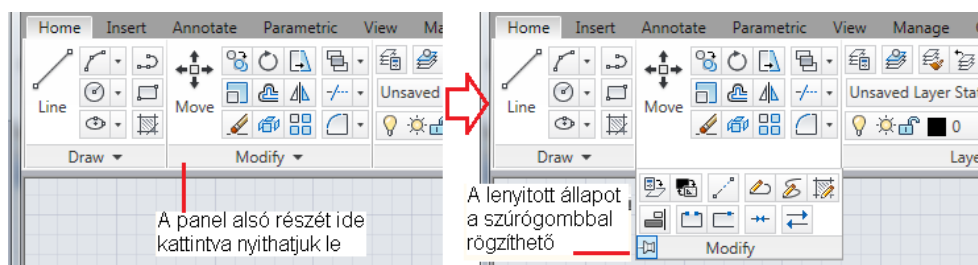 Home Insert Annotate Parametric View Ma
Line
Move
Unsaved
Draw
Modify
A panel alsó részét ide
kattintva nyithatjuk le
Home Insert Annotate Parametric View Manage
Line
Move
Unsaved Layer Stat
0
Draw
Laye
A lenyitott állapot
a szúrógombbal
rögzíthető
Modify